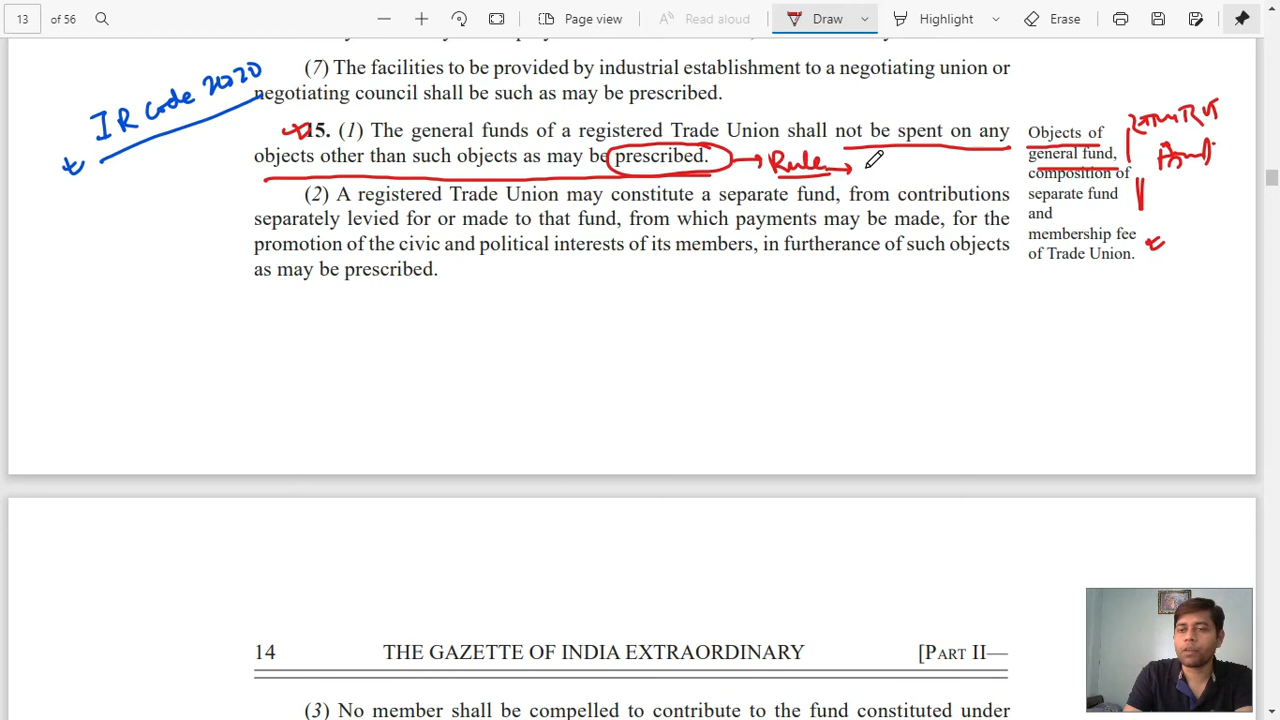 13 of 56
Page view
Read aloud
Draw
Highlight
Erase
(7) The facilities to be provided by industrial establishment to a negotiating union or
negotiating council shall be such as may be prescribed.
IR Code 2020
15. (1) The general funds of a registered Trade Union shall not be spent on any
objects other than such objects as may be prescribed.
Rule
(2) A registered Trade Union may constitute a separate fund, from contributions
separately levied for or made to that fund, from which payments may be made, for the
promotion of the civic and political interests of its members, in furtherance of such objects
as may be prescribed.
Objects of
general fund,
composition of
separate fund
and
membership fee
of Trade Union.
14 THE GAZETTE OF INDIA EXTRAORDINARY [PART II—
(3) No member shall be compelled to contribute to the fund constituted under